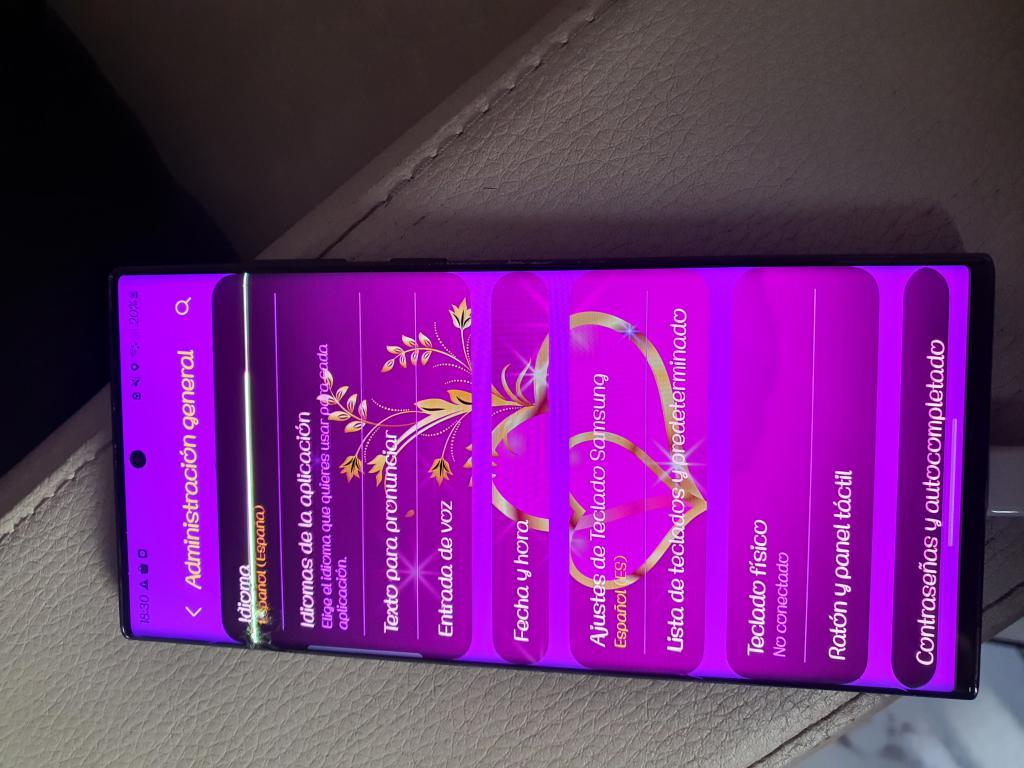 18:30
20%
Administración general
Idioma
Español (España)
Idiomas de la aplicación
Elige el idioma que quieres usar para cada
aplicación.
Texto para pronunciar
Entrada de voz
Fecha y hora
Ajustes de Teclado Samsung
Español (ES)
Lista de teclados y predeterminado
Teclado físico
No conectado
Ratón y panel táctil
Contraseñas y autocompletado